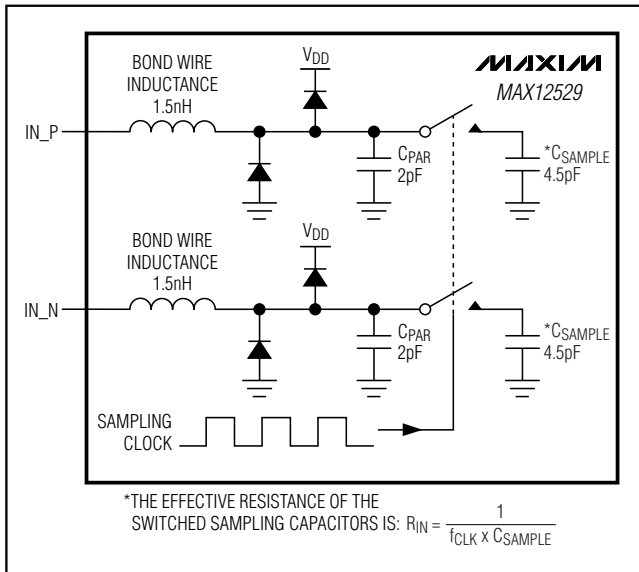 MAXIM
MAX12529
BOND WIRE
INDUCTANCE
1.5nH
VDD
IN_P
CPAR
2pF
*CSAMPLE
4.5pF
BOND WIRE
INDUCTANCE
1.5nH
VDD
IN_N
CPAR
2pF
*CSAMPLE
4.5pF
SAMPLING
CLOCK
*THE EFFECTIVE RESISTANCE OF THE
SWITCHED SAMPLING CAPACITORS IS: RIN = 1
fCLK x CSAMPLE